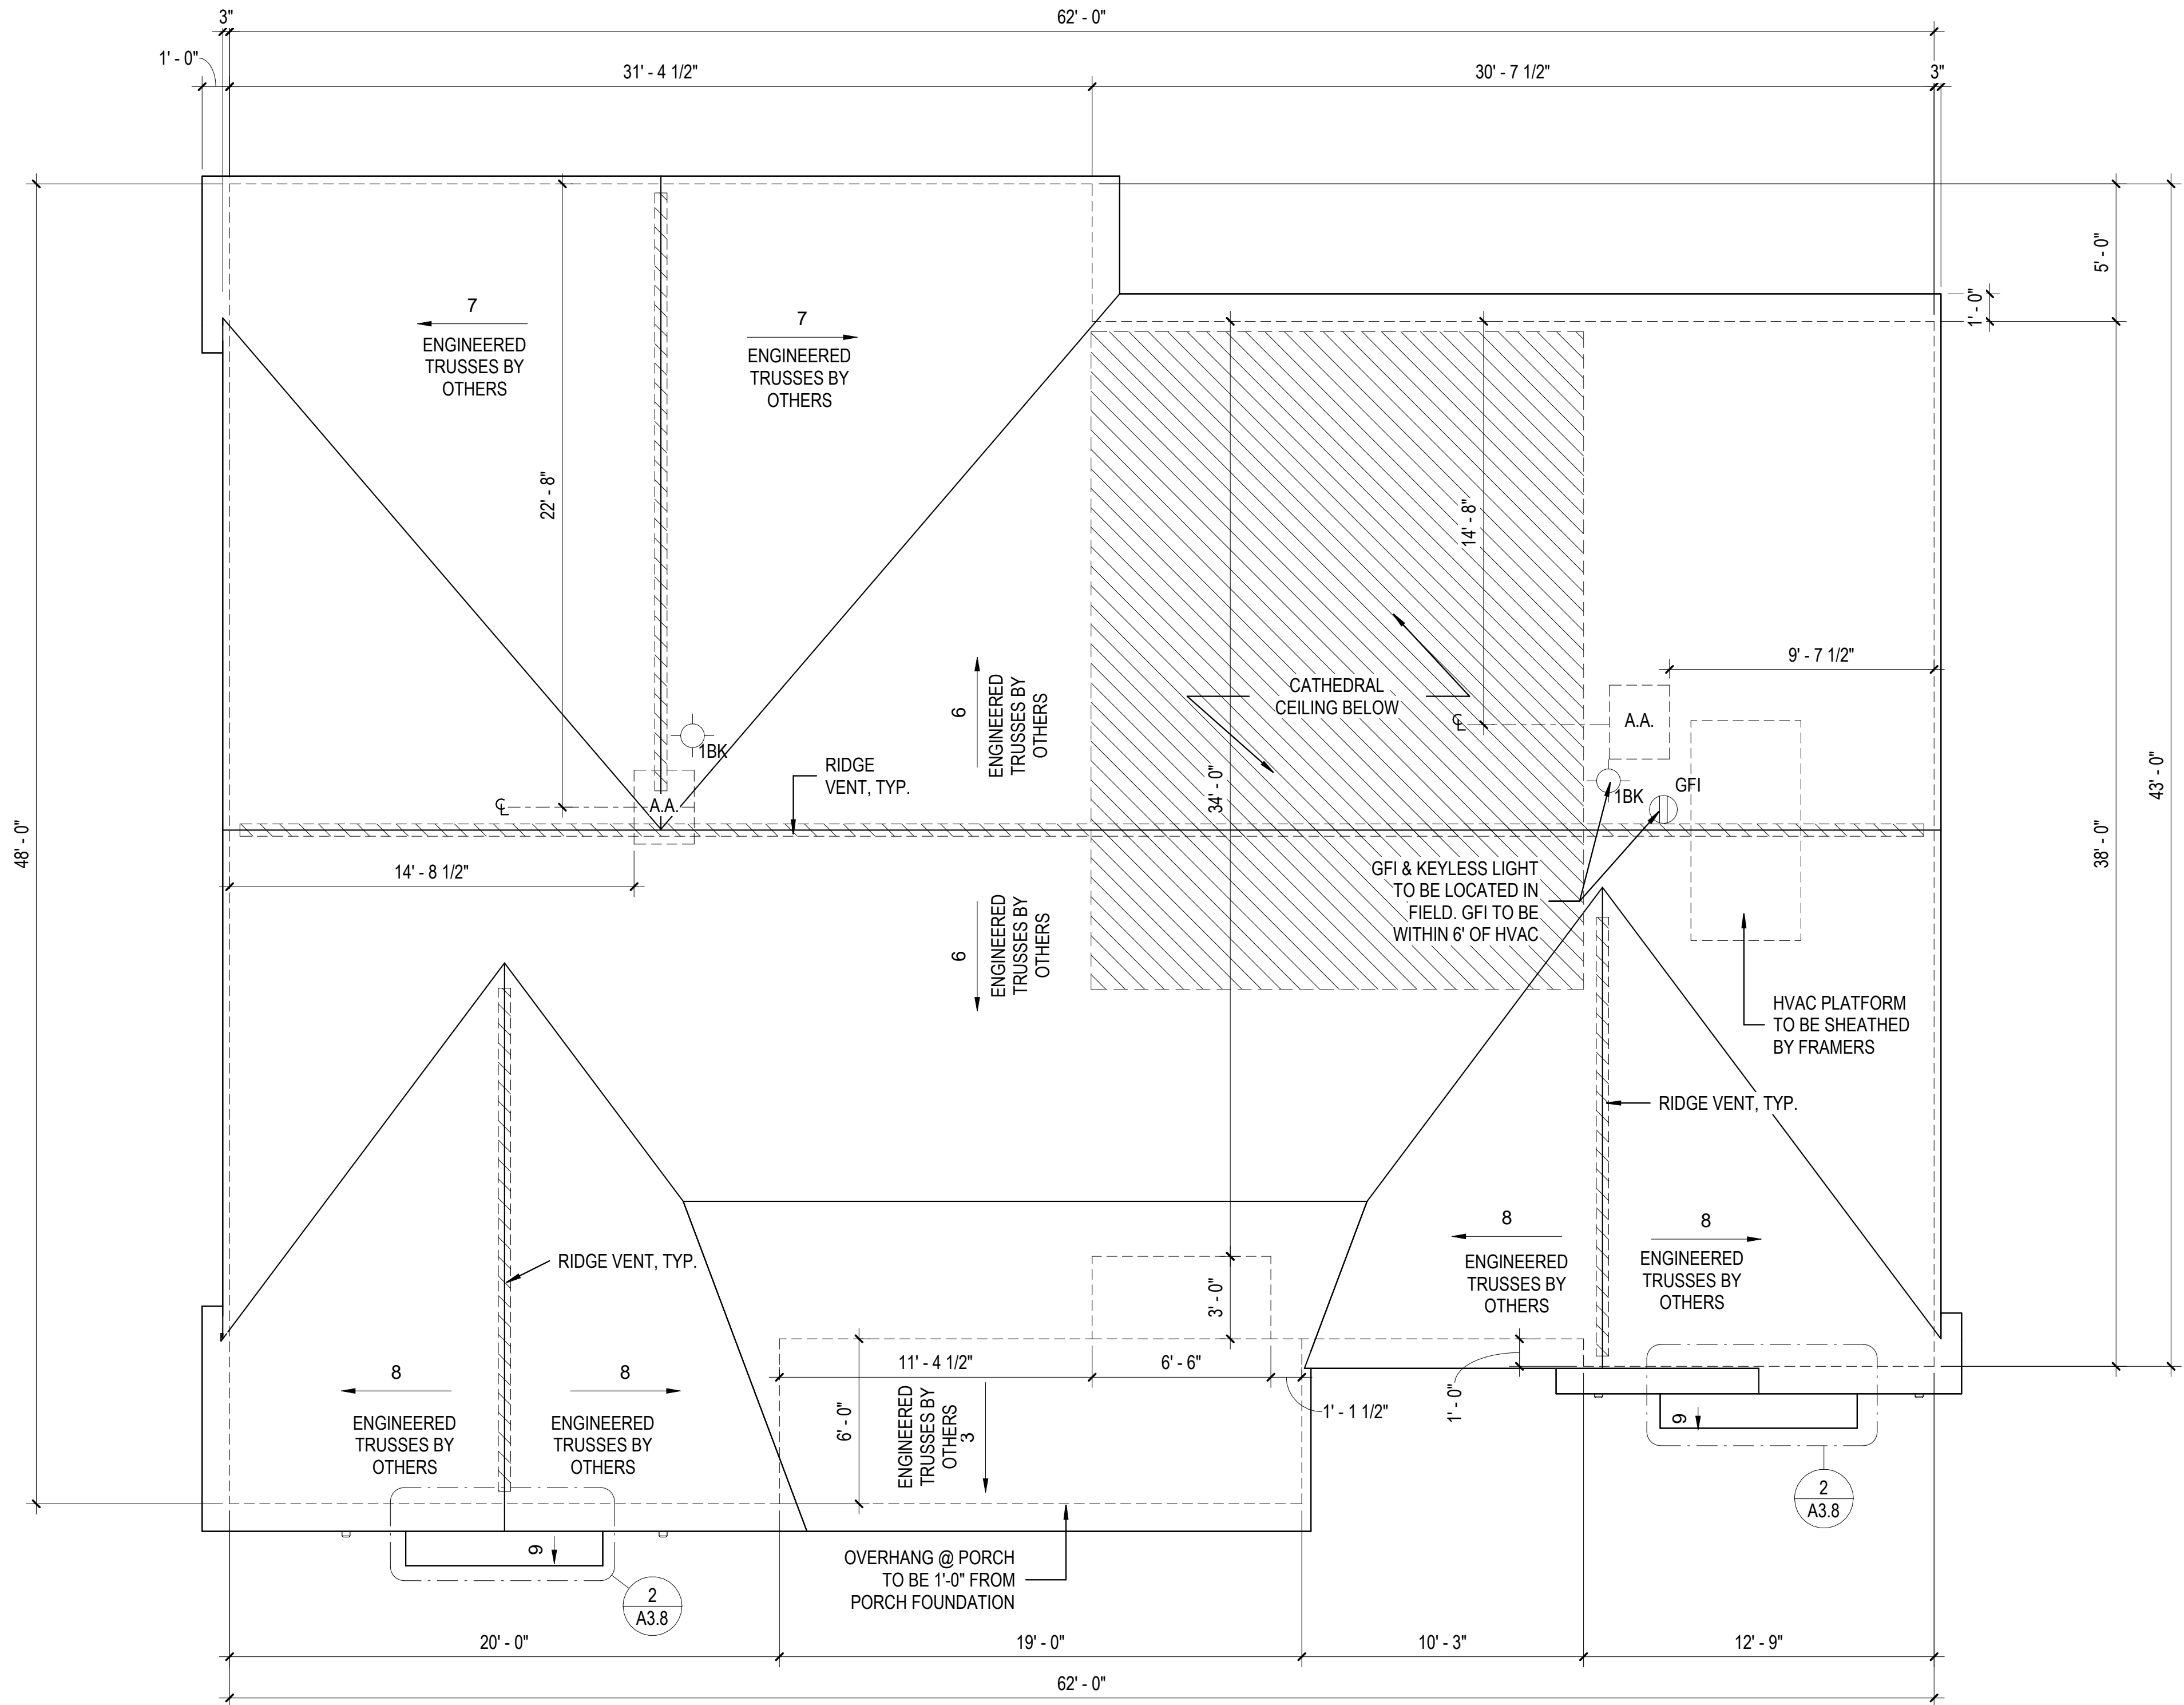 3"
62' - 0"
1' - 0"
31' - 4 1/2"
30' - 7 1/2"
3"
7
ENGINEERED
TRUSSES BY
OTHERS
7
ENGINEERED
TRUSSES BY
OTHERS
5' - 0"
1' - 0"
22' - 8"
14' - 8"
9' - 7 1/2"
6
ENGINEERED
TRUSSES BY
OTHERS
CATHEDRAL
CEILING BELOW
℄
A.A.
1BK
RIDGE
VENT, TYP.
34' - 0"
1BK
GFI
℄
A.A.
48' - 0"
43' - 0"
38' - 0"
14' - 8 1/2"
GFI & KEYLESS LIGHT
TO BE LOCATED IN
FIELD. GFI TO BE
WITHIN 6' OF HVAC
6
ENGINEERED
TRUSSES BY
OTHERS
HVAC PLATFORM
TO BE SHEATHED
BY FRAMERS
RIDGE VENT, TYP.
RIDGE VENT, TYP.
8
ENGINEERED
TRUSSES BY
OTHERS
8
ENGINEERED
TRUSSES BY
OTHERS
3' - 0"
8
ENGINEERED
TRUSSES BY
OTHERS
8
ENGINEERED
TRUSSES BY
OTHERS
11' - 4 1/2"
6' - 6"
6' - 0"
ENGINEERED
TRUSSES BY
OTHERS
3
1' - 1 1/2"
1' - 0"
9
2
A3.8
9
2
A3.8
OVERHANG @ PORCH
TO BE 1'-0" FROM
PORCH FOUNDATION
20' - 0"
19' - 0"
10' - 3"
12' - 9"
62' - 0"